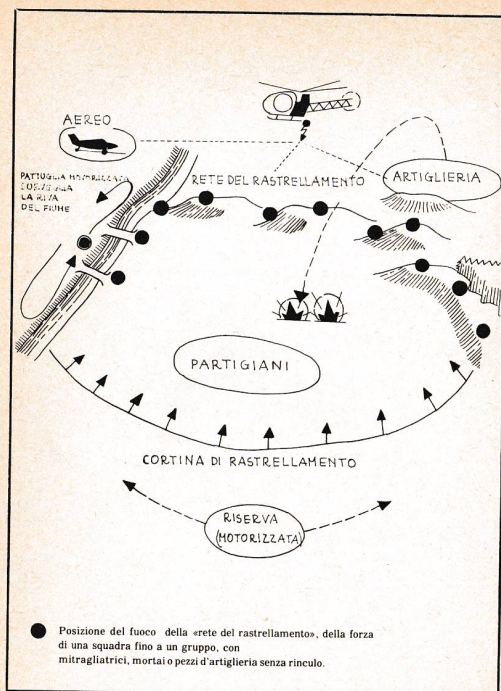 AEREO
PATTUGLIA MOTORIZZATA
LA RIVA
DEL FIUME
RETE DEL RASTRELLAMENTO
ARTIGLIERIA
PARTIGIANI
CORTINA DI RASTRELLAMENTO
RISERVA
(MOTORIZZATA)
Posizione del fuoco della «rete del rastrellamento», della forza
di una squadra fino a un gruppo, con
mitragliatrici, mortai o pezzi d'artiglieria senza rinculo.